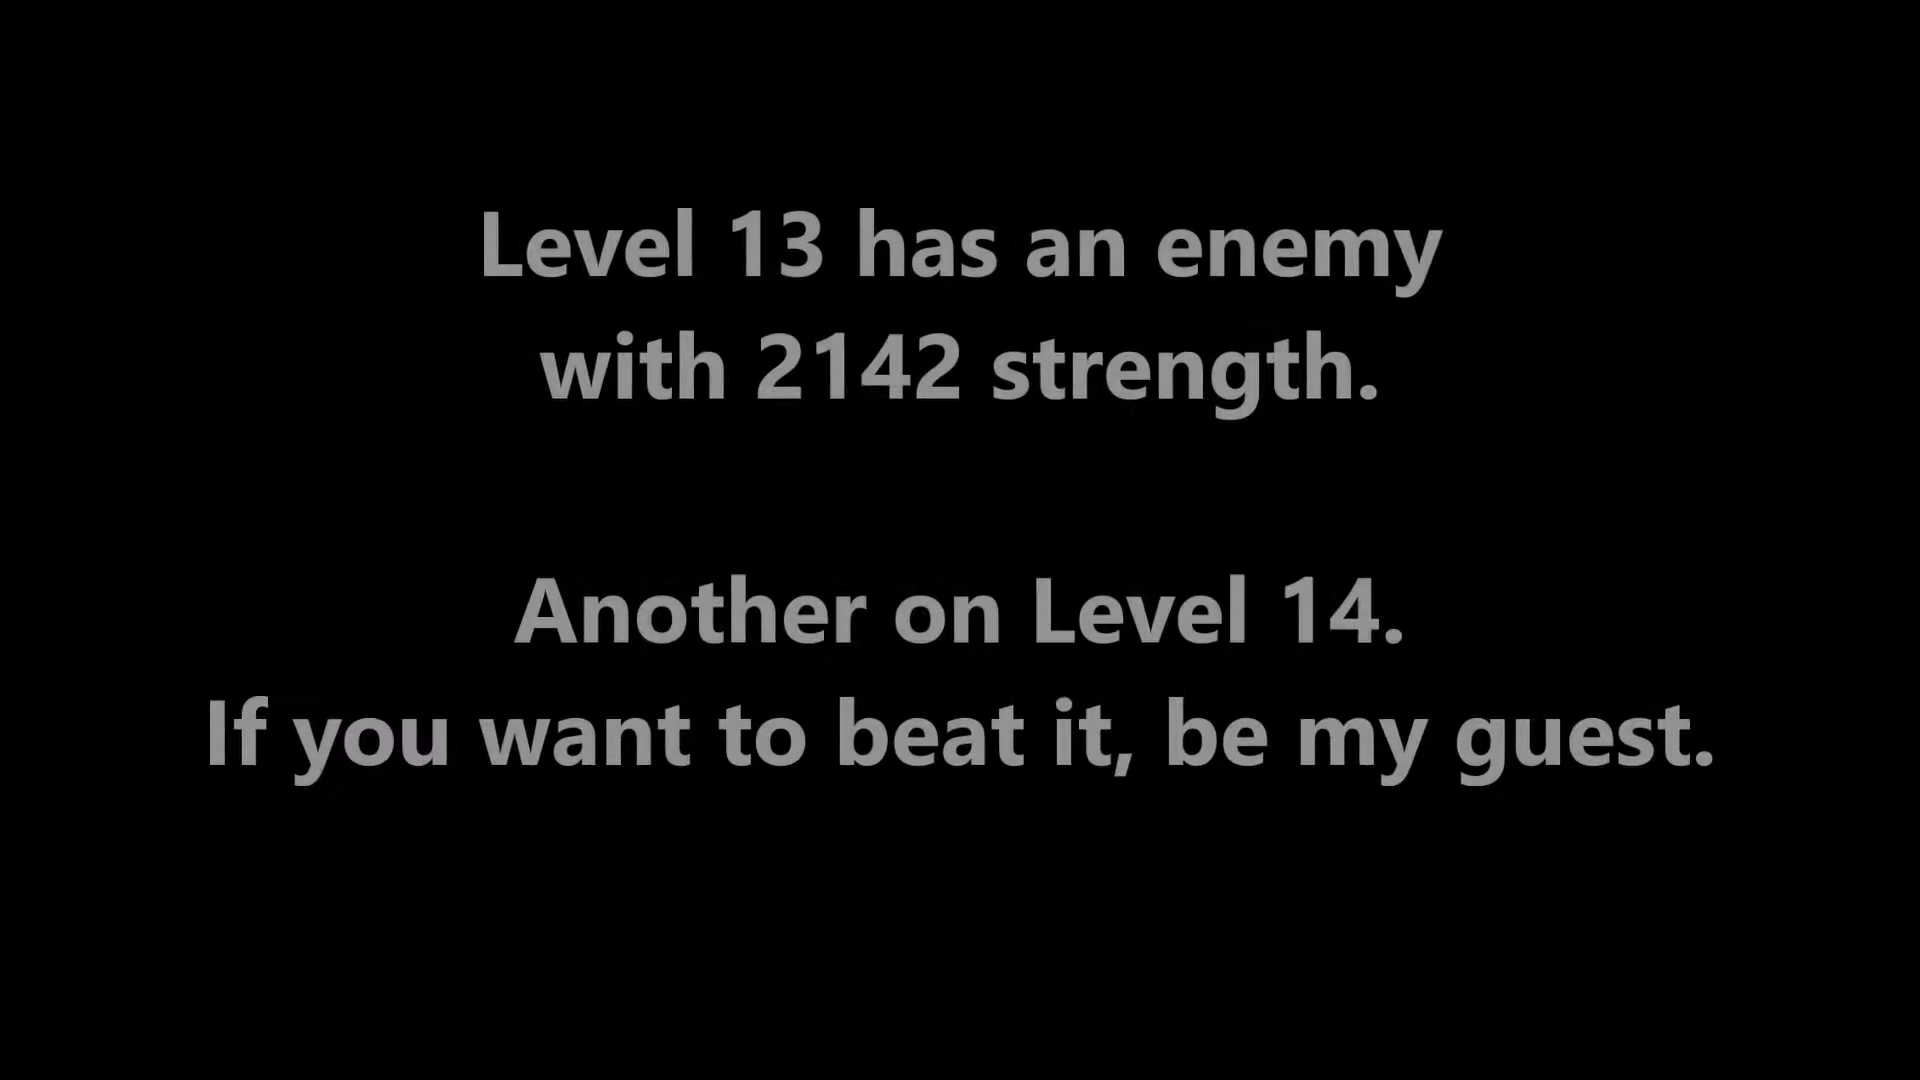 Level 13 has an enemy
with 2142 strength.
Another on Level 14.
If you want to beat it, be my guest.